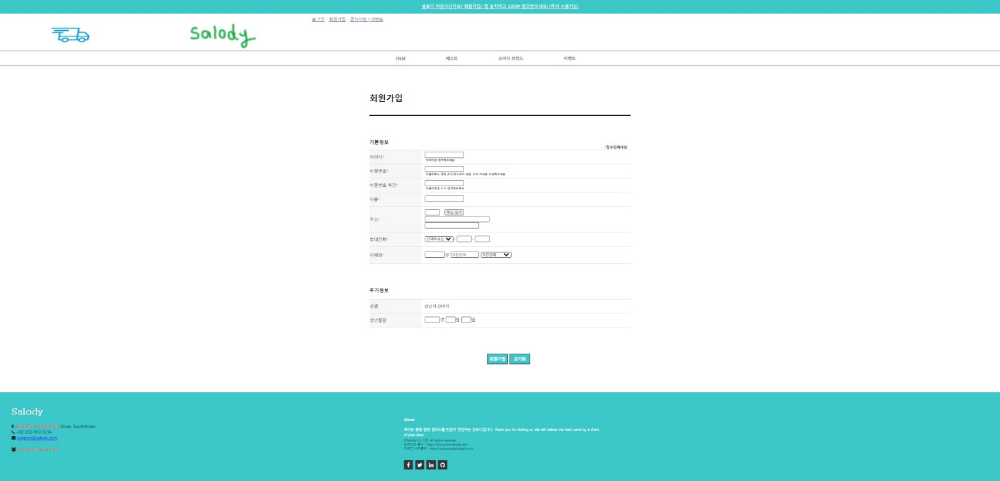 샐로디 처음이신가요? 회원가입/ 앱 설치하고 3,000P 할인받으세요! (즉시 사용가능)
로그인 회원가입 공지사항 | 이벤트
Salody
ITEM 베스트 소비자 트렌드 이벤트
회원가입
기본정보
*필수입력사항
아이디*
아이디를 입력해주세요
비밀번호*
비밀번호 확인*
비밀번호를 다시 입력해주세요
이름*
주소* 주소 찾기
휴대전화* 선택하세요 - -
이메일* @ 직접입력 직접입력
추가정보
성별 남자 여자
생년월일 년 월 일
회원가입 초기화
Salody
Ulsan, SouthKorea
+82 052-912-1234
support@salody.com
About
우리는 품질 좋은 샐러드를 만들어 전달하는 샐로디입니다. Thank you for visiting us. We will deliver the fresh salad by in front
of your door.
©SaloDy Co. LTD. All rights reserved